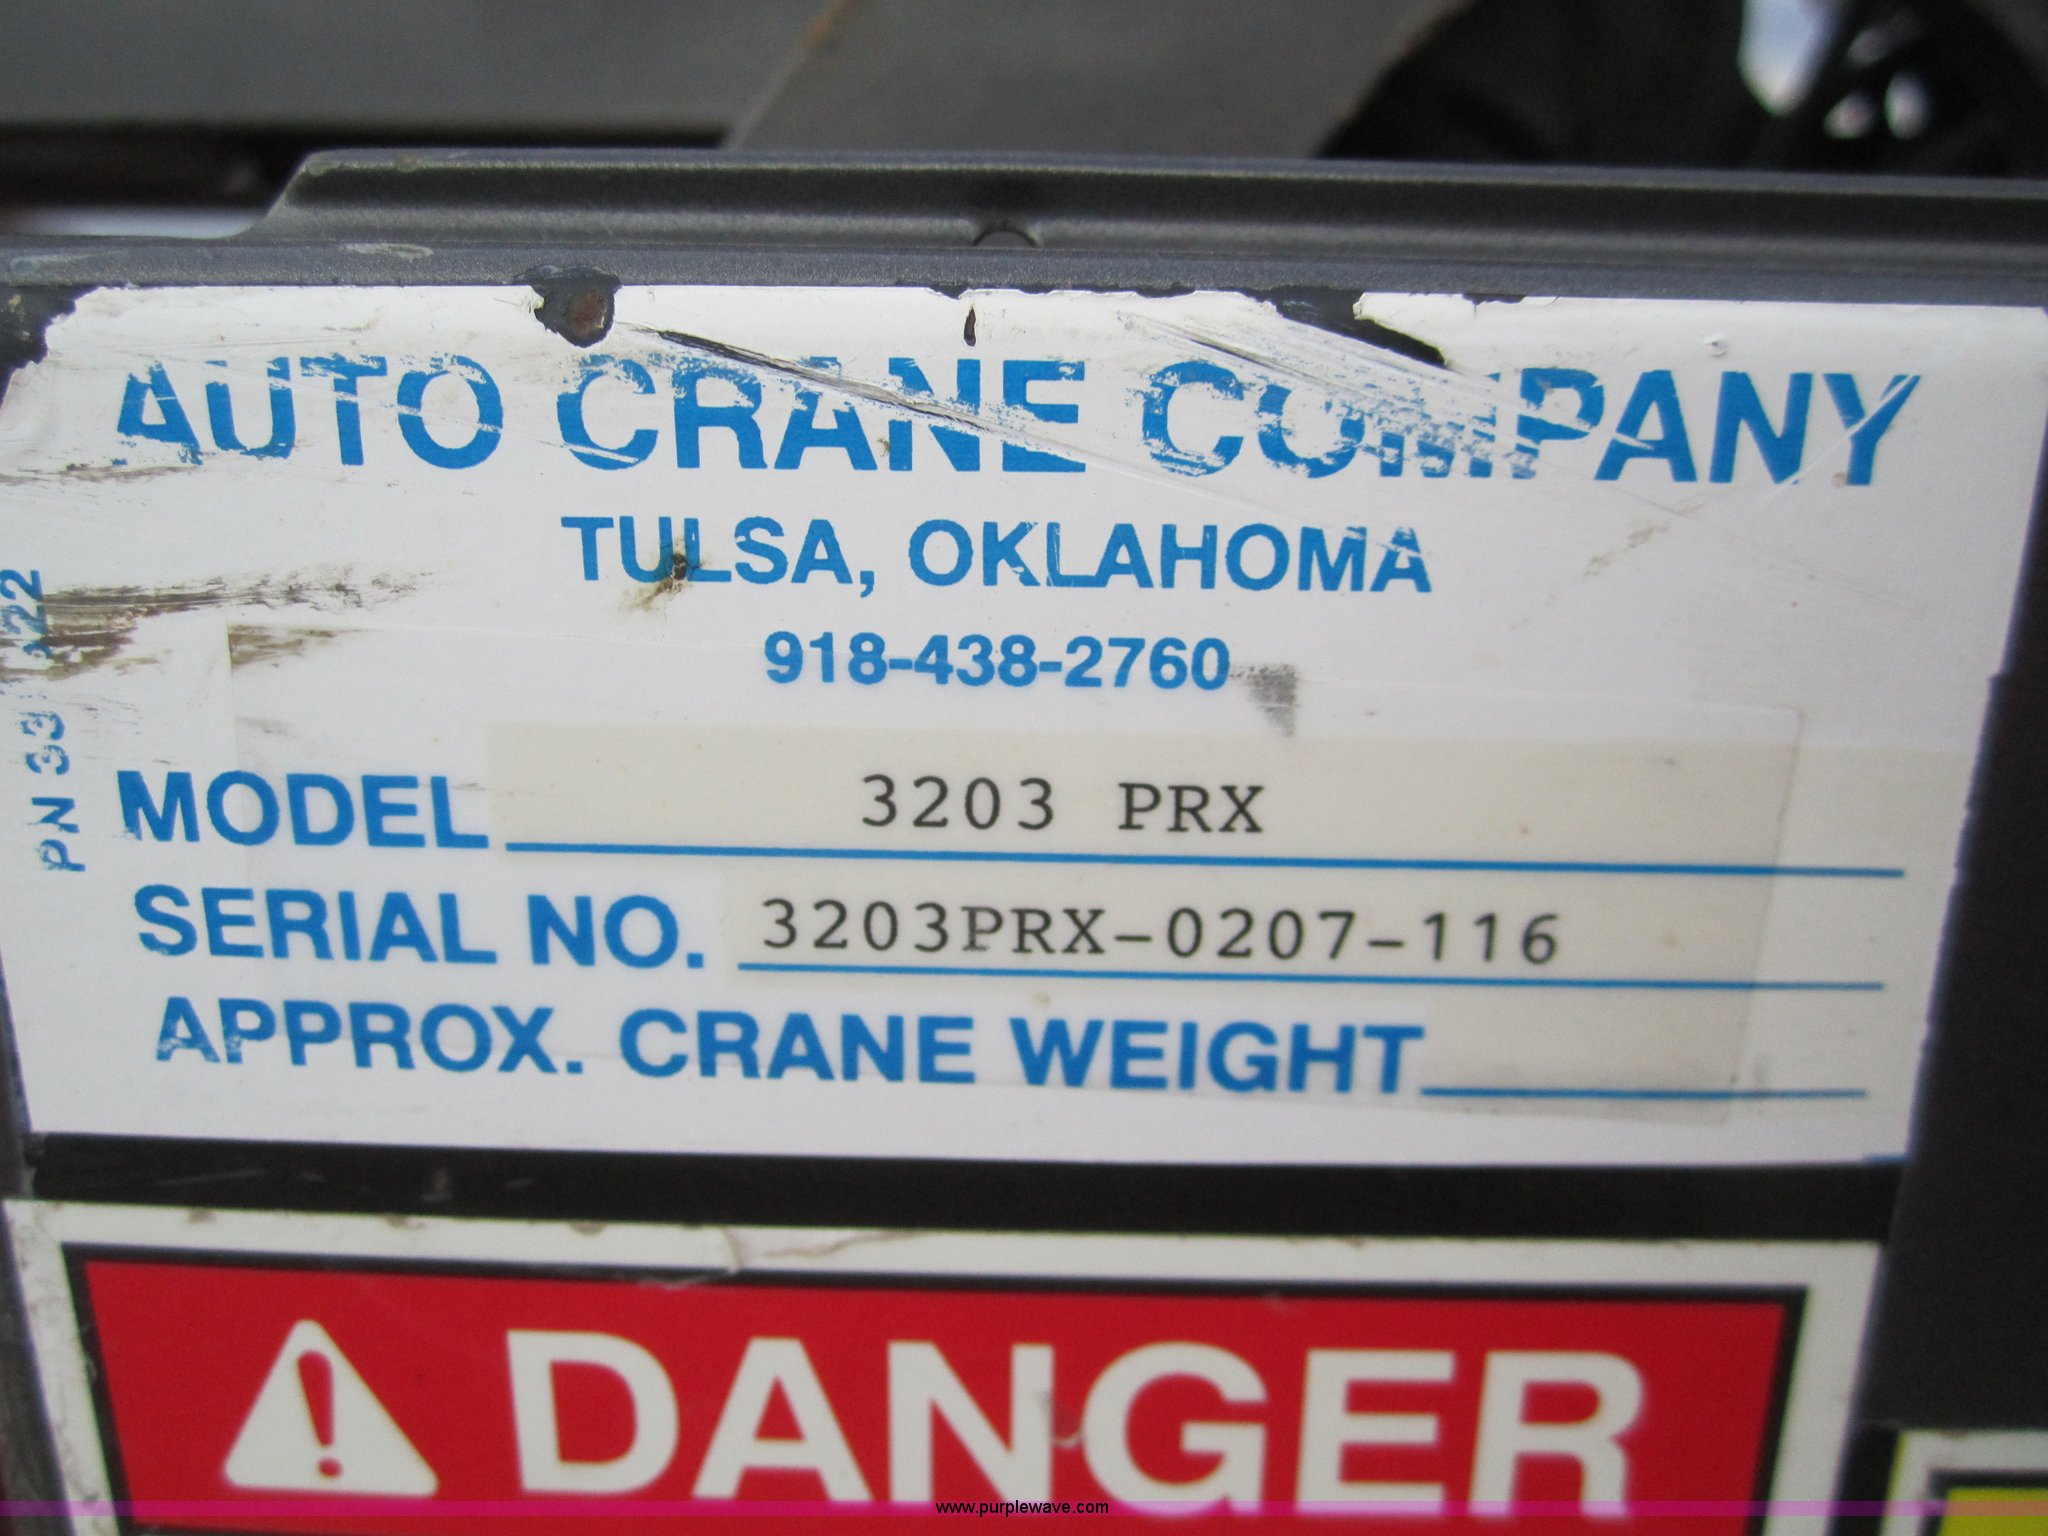 AUTO CRANE COMPANY
TULSA, OKLAHOMA
918-438-2760
MODEL 3203 PRX
SERIAL NO. 3203PRX-0207-116
APPROX. CRANE WEIGHT
PN
DANGER
www.purplewave.com